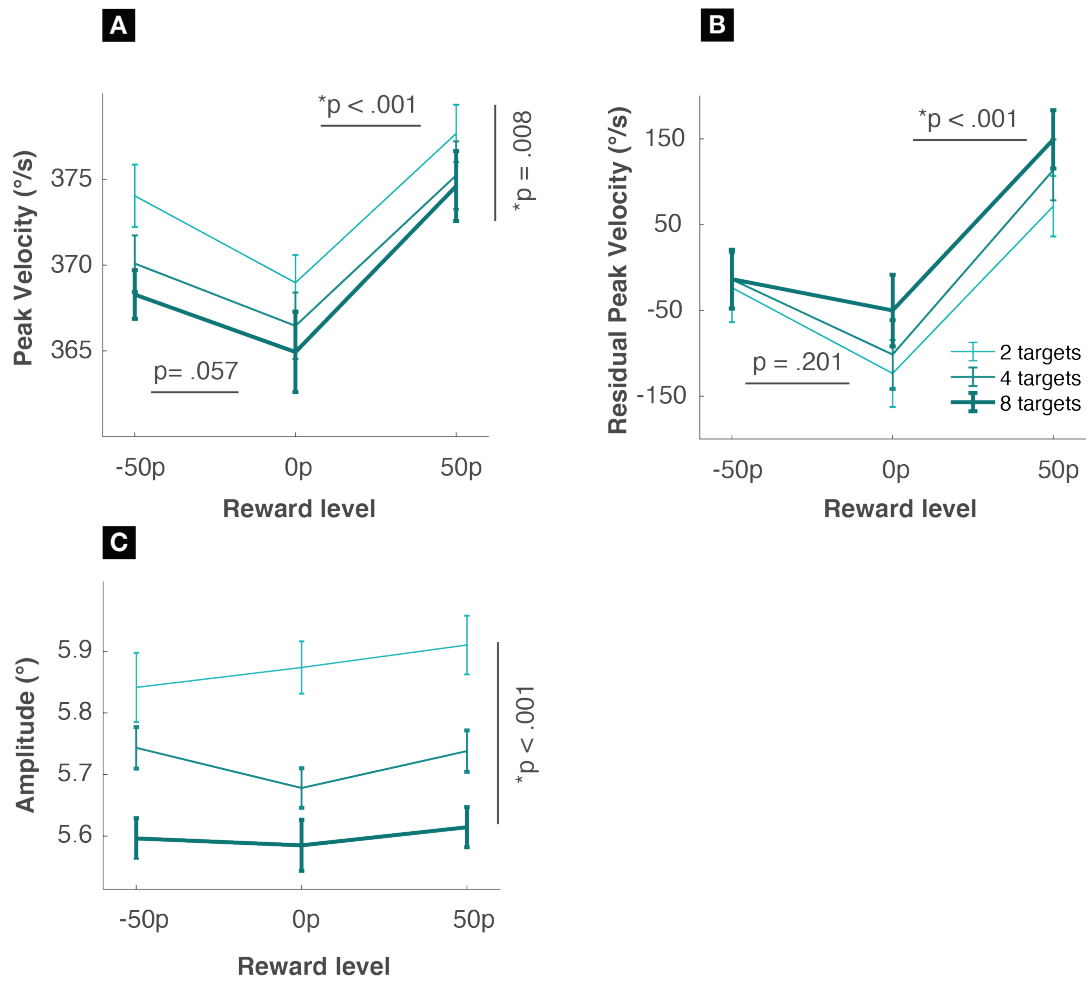 A
*p < .001
*p = .008
Peak Velocity (°/s)
375
370
365
p= .057
-50p
0p
50p
Reward level
B
*p < .001
Residual Peak Velocity (°/s)
150
50
-50
-150
p = .201
2 targets
4 targets
8 targets
-50p
0p
50p
Reward level
C
Amplitude (°)
5.9
5.8
5.7
5.6
*p < .001
-50p
0p
50p
Reward level